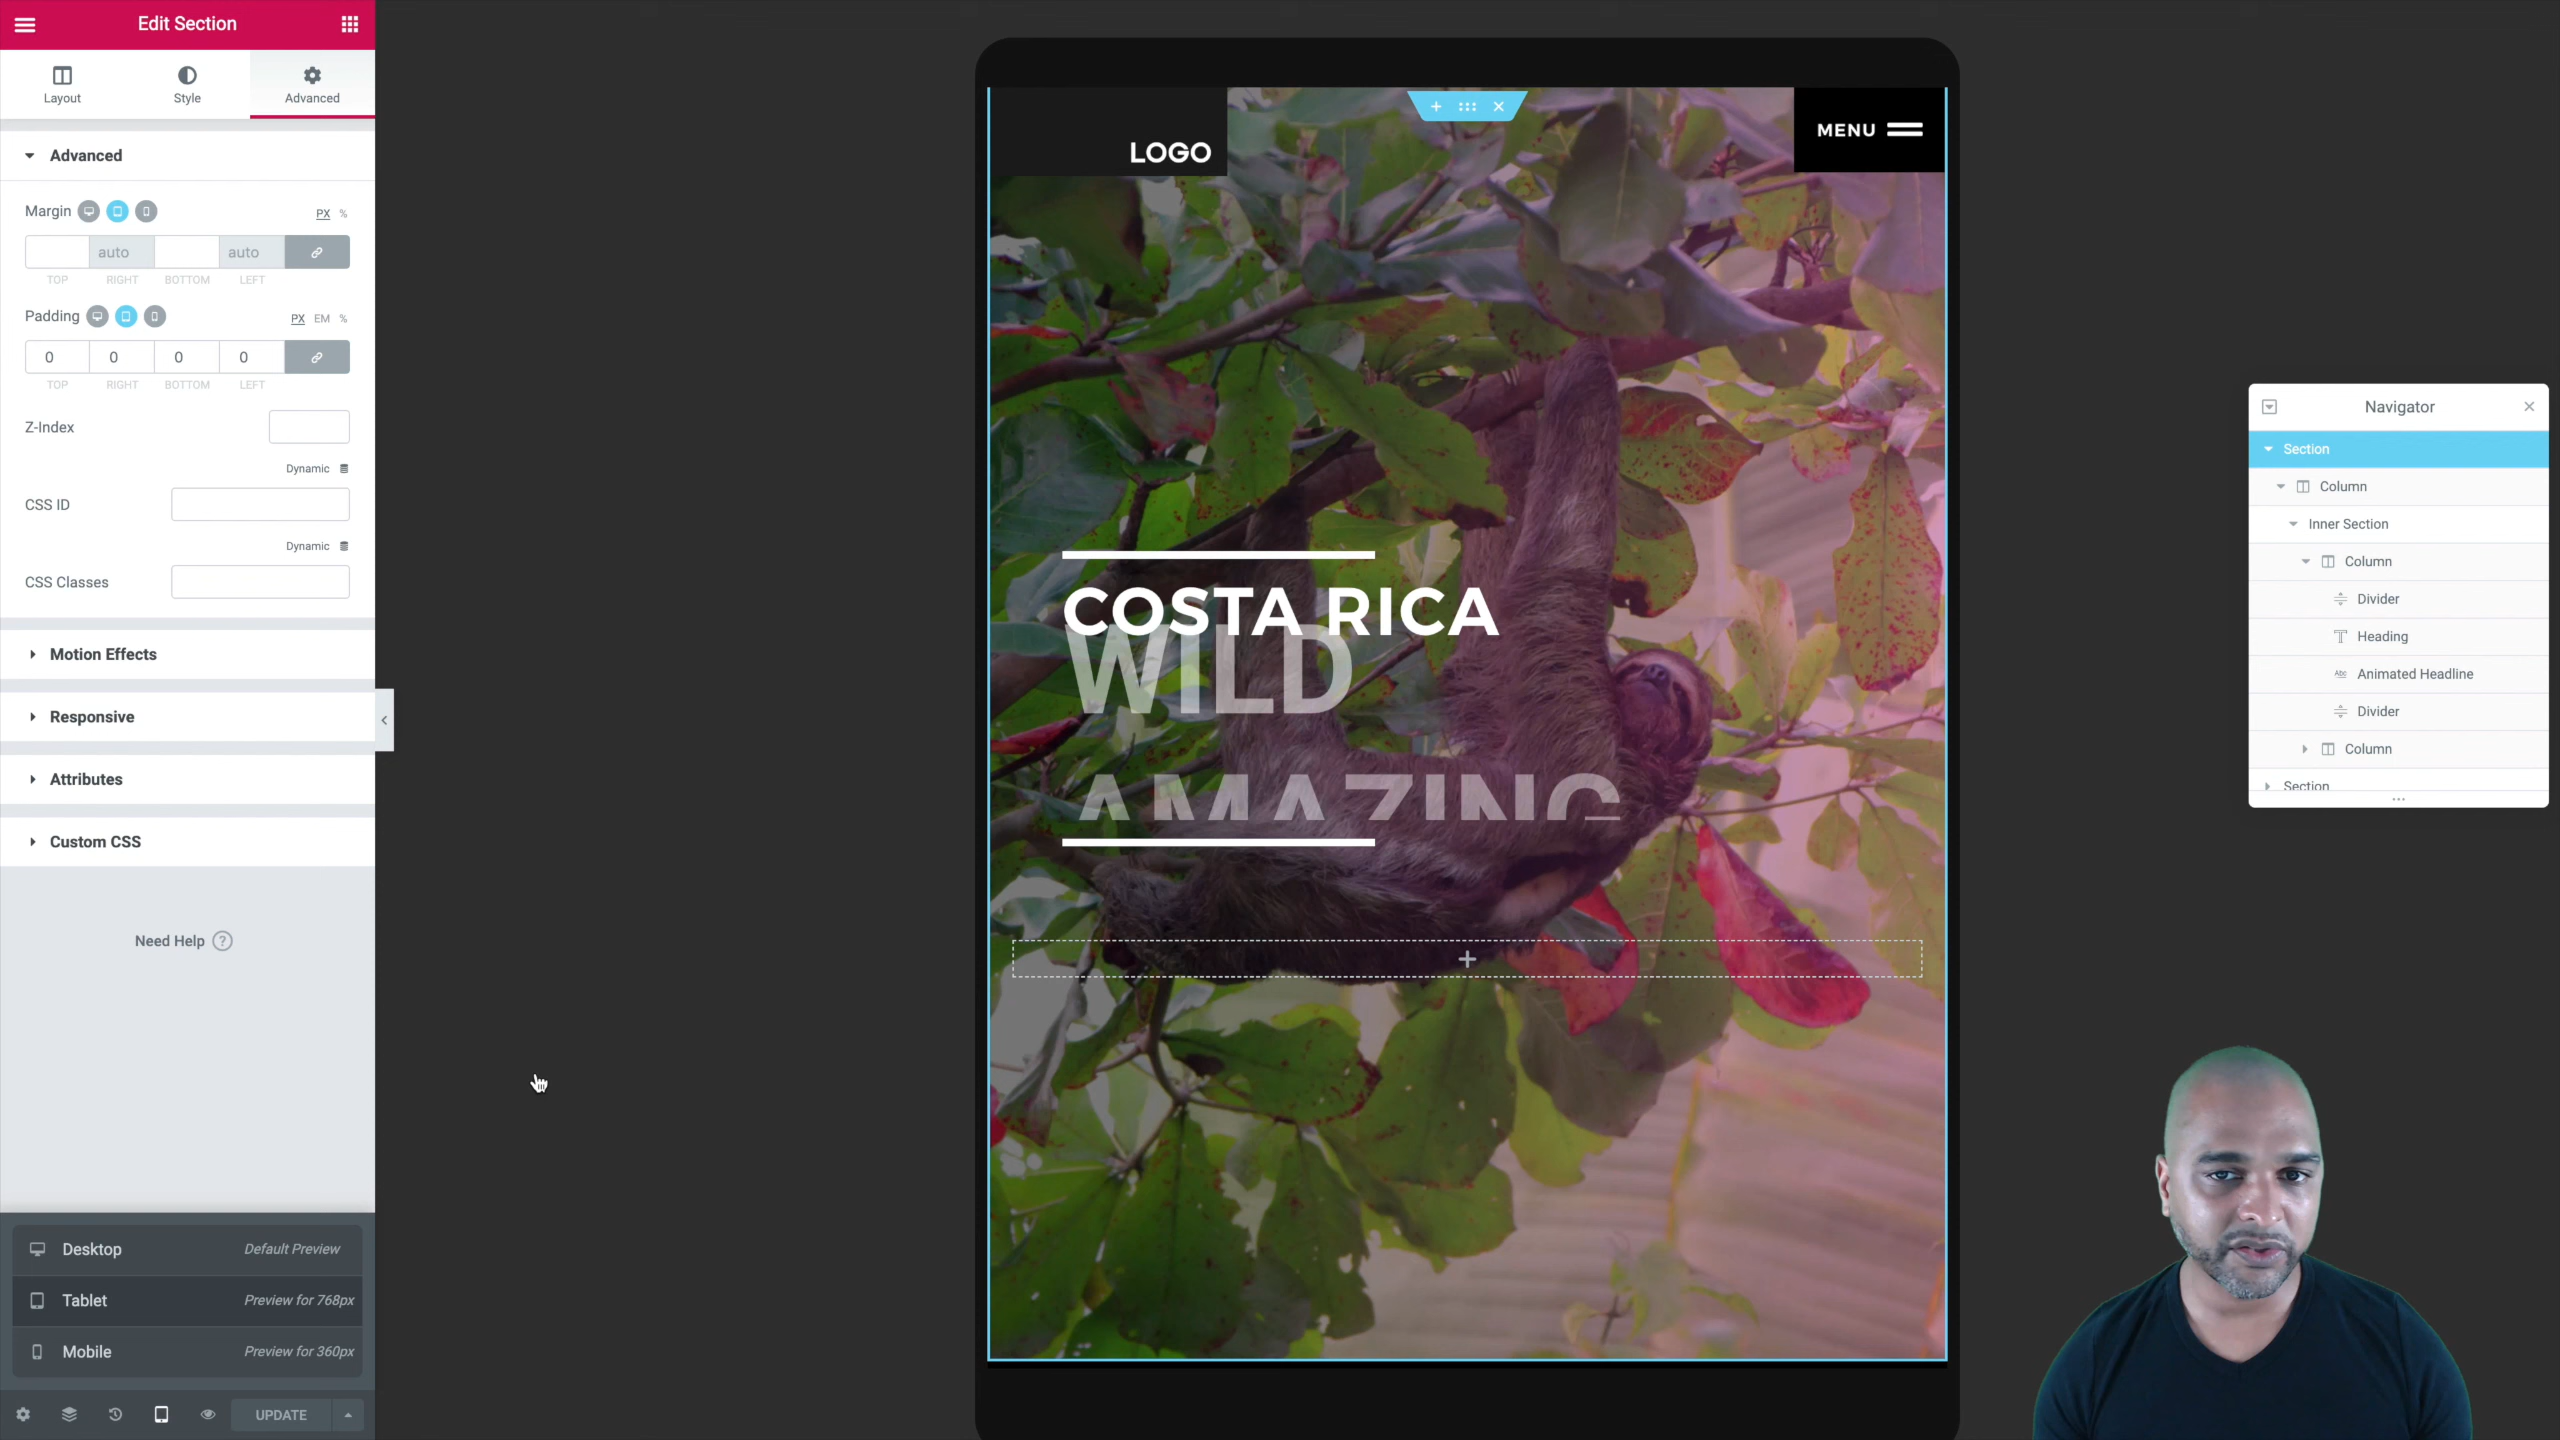 Edit Section
Layout
Style
Advanced
Advanced
Margin
PX %
auto
auto
TOP RIGHT BOTTOM LEFT
Padding
PX EM %
0 0 0 0
TOP RIGHT BOTTOM LEFT
Z-Index
Dynamic
CSS ID
Dynamic
CSS Classes
Motion Effects
Responsive
Attributes
Custom CSS
Need Help ?
Desktop Default Preview
Tablet Preview for 768px
Mobile Preview for 360px
UPDATE
LOGO
MENU
COSTA RICA
WILD
AMAZING
Navigator
Section
Column
Inner Section
Column
Divider
Heading
Abc Animated Headline
Divider
Column
Section